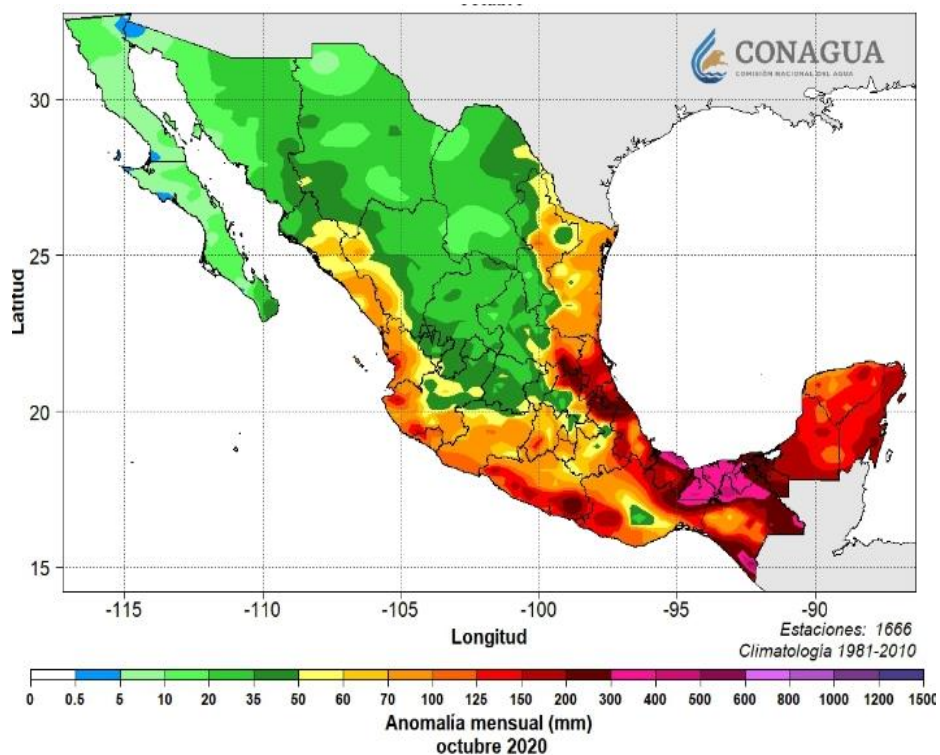 CONAGUA
COMISIÓN NACIONAL DEL AGUA
30
25
20
15
Latitud
-115
-110
-105
-100
-95
-90
Longitud
Estaciones: 1666
Climatología 1981-2010
0 0.5 5 10 20 35 50 60 70 100 125 150 200 300 400 500 600 800 1000 1200 1500
Anomalía mensual (mm)
octubre 2020